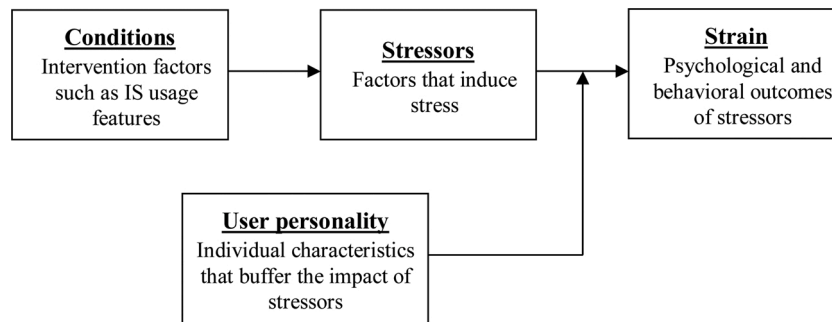 Conditions
Intervention factors
such as IS usage
features
Stressors
Factors that induce
stress
Strain
Psychological and
behavioral outcomes
of stressors
User personality
Individual characteristics
that buffer the impact of
stressors